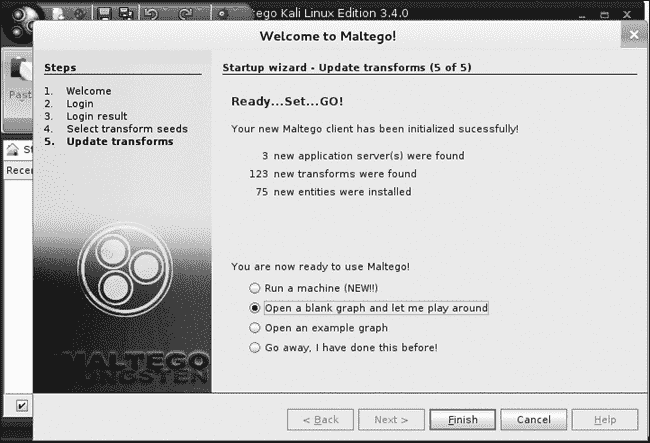 tego Kali Linux Edition 3.4.0
Welcome to Maltego!
Past
Steps
1. Welcome
2. Login
3. Login result
4. Select transform seeds
5. Update transforms
St
Recen
Startup wizard - Update transforms (5 of 5)
Ready...Set...GO!
Your new Maltego client has been initialized sucessfully!
3 new application server(s) were found
123 new transforms were found
75 new entities were installed
You are now ready to use Maltego!
Run a machine (NEW!!)
Open a blank graph and let me play around
Open an example graph
Go away, I have done this before!
MALTEGO
TUNGSTEN
< Back
Next >
Finish
Cancel
Help